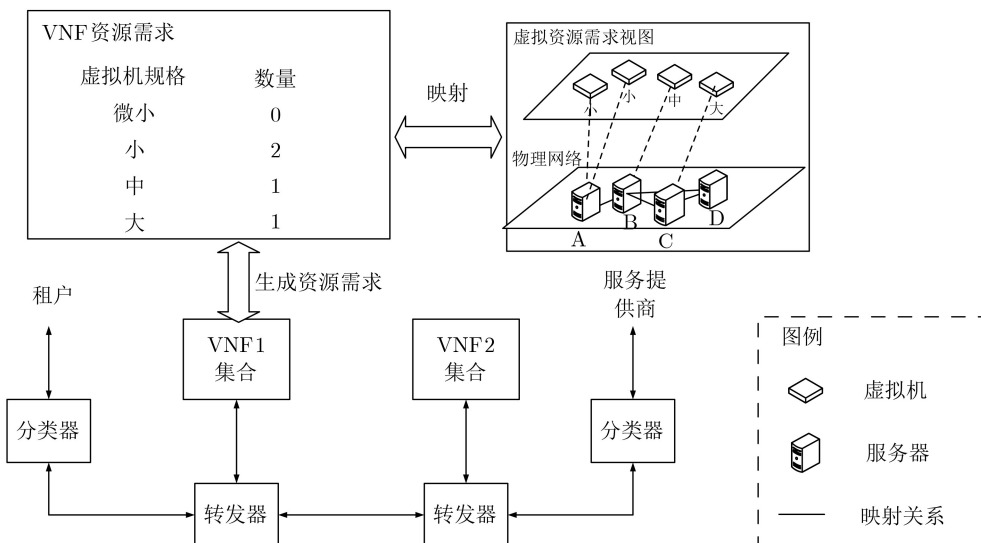 VNF资源需求
虚拟机规格 数量
微小 0
小 2
中 1
大 1
映射
虚拟资源需求视图
小
小
中
大
物理网络
A
B
C
D
生成资源需求
租户
服务提
供商
VNF1
集合
VNF2
集合
分类器
分类器
转发器
转发器
图例
虚拟机
服务器
映射关系